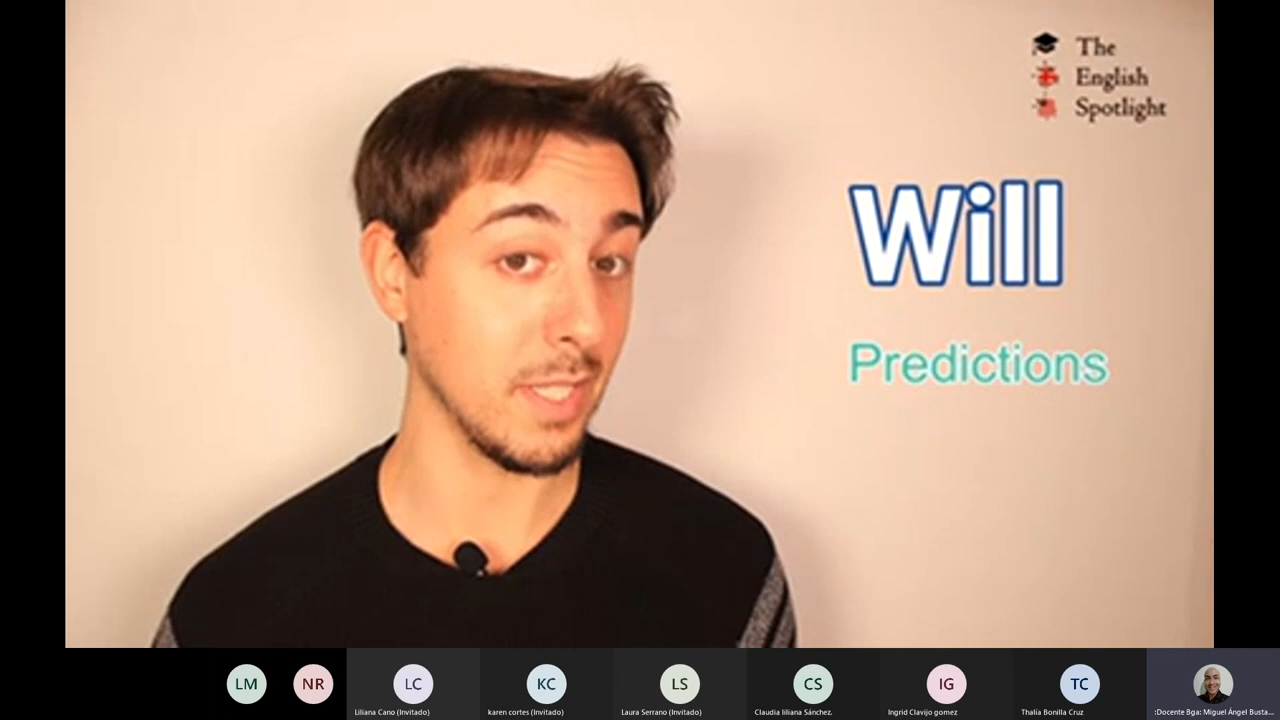 The
English
Spotlight
Will
Predictions
LM
NR
LC
KC
LS
CS
IG
TC
Liliana Cano (Invitado)
karen cortes (Invitado)
Laura Serrano (Invitado)
Claudia liliana Sánchez.
Ingrid Clavijo gomez
Thalía Bonilla Cruz
:Docente Bga: Miguel Ángel Busta...